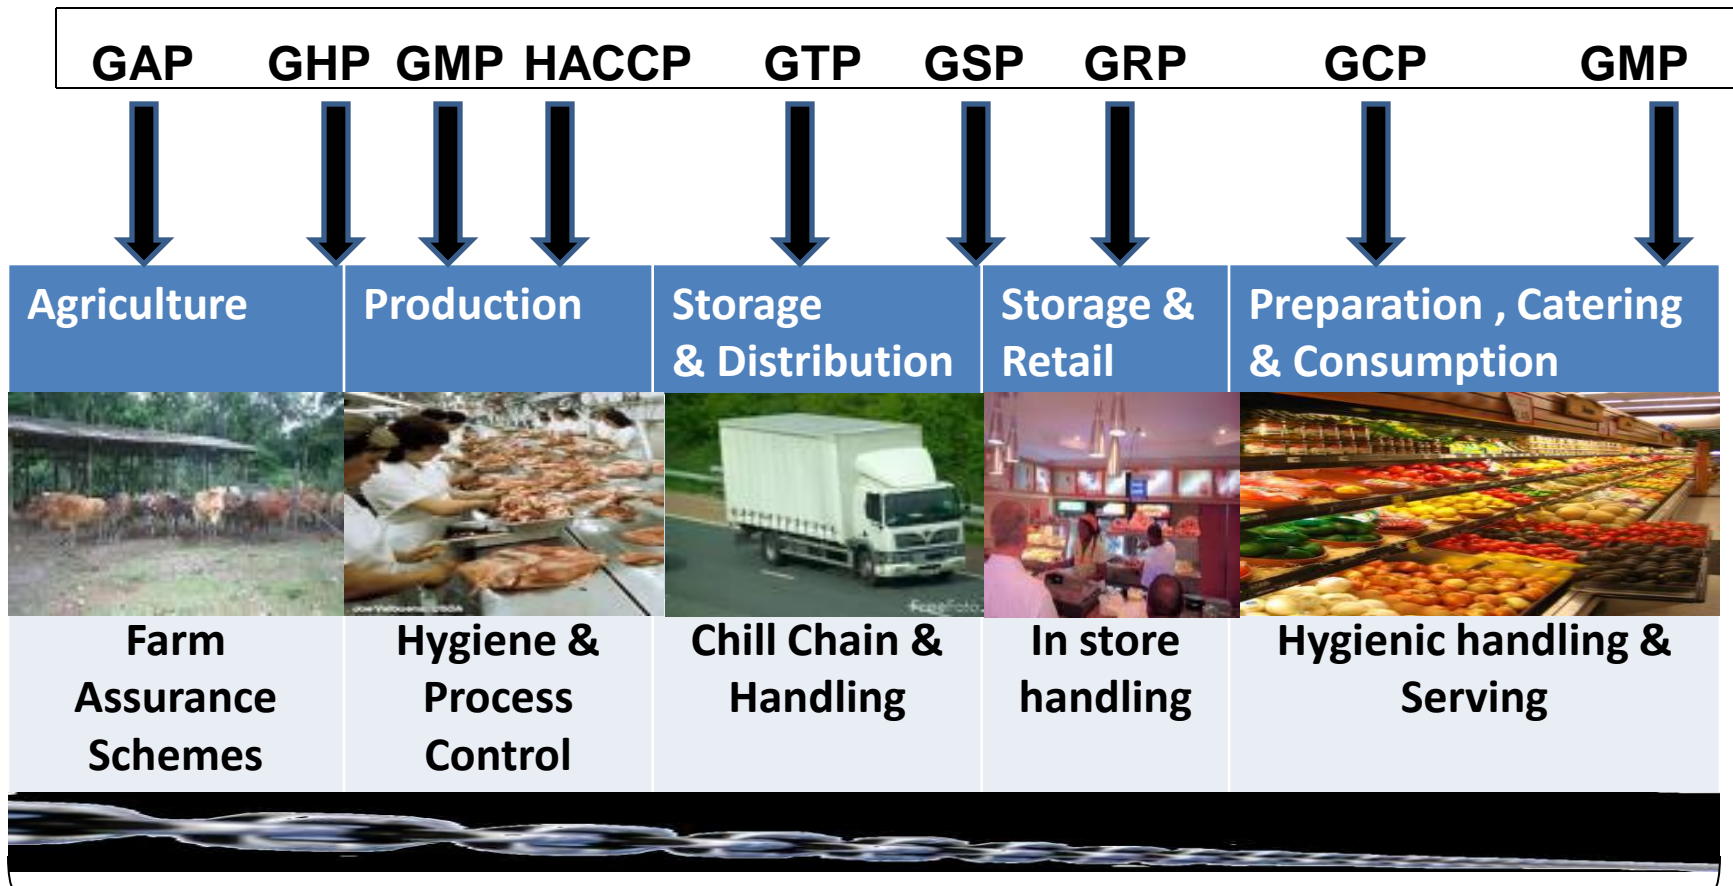 GAP GHP GMP HACCP GTP GSP GRP GCP GMP
Agriculture
Production
Storage
& Distribution
Storage &
Retail
Preparation , Catering
& Consumption
FreeFoto
Farm
Assurance
Schemes
Hygiene &
Process
Control
Chill Chain &
Handling
In store
handling
Hygienic handling &
Serving